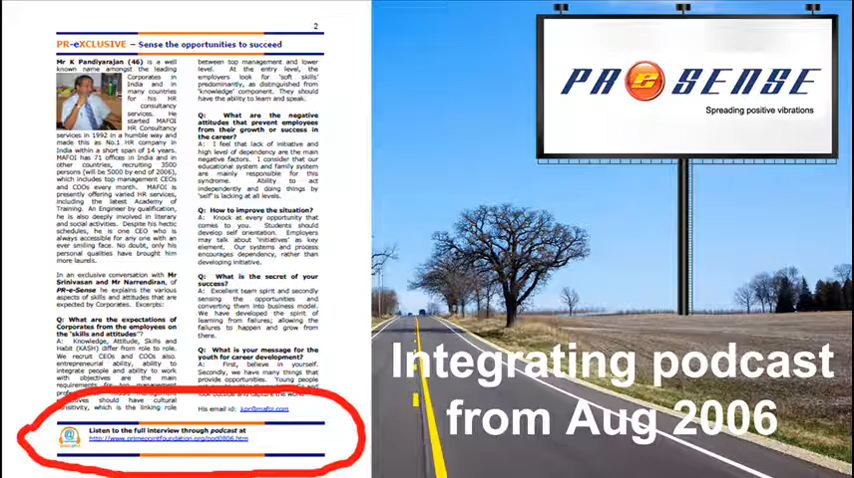 2
PR-eXCLUSIVE – Sense the opportunities to succeed
Mr K Pandiyarajan (46) is a well
known name amongst the leading
Corporates in
India and in
many countries
for his HR
consultancy
services. He
started MAFOI
HR Consultancy
services in 1992 in a humble way and
made this as No.1 HR company in
India within a short span of 14 years.
MAFOI has 71 offices in India and in
other countries, recruiting 3500
persons (will be 5000 by end of 2006),
which includes top management CEOs
and COOs every month. MAFOI is
presently offering varied HR services,
including the latest Academy of
Training. An Engineer by qualification,
he is also deeply involved in literary
and social activities. Despite his hectic
schedules, he is one CEO who is
always accessible for any one with an
ever smiling face. No doubt, only his
personal qualities have brought him
more laurels.
In an exclusive conversation with Mr
Srinivasan and Mr Narrendiran, of
PR-e-Sense he explains the various
aspects of skills and attitudes that are
expected by Corporates. Excerpts:
Q: What are the expectations of
Corporates from the employees on
the 'skills and attitudes'?
A: Knowledge, Attitude, Skills and
Habit (KASH) differ from role to role.
We recruit CEOs and COOs also.
entrepreneurial ability, ability to
integrate people and ability to work
with objectives are the main
requirements for top management
should have cultural
sensitivity, which is the linking role
between top management and lower
level. At the entry level, the
employers look for 'soft skills'
predominantly, as distinguished from
'knowledge' component. They should
have the ability to learn and speak.
Q: What are the negative
attitudes that prevent employees
from their growth or success in
the career?
A: I feel that lack of initiative and
high level of dependency are the main
negative factors. I consider that our
educational system and family system
are mainly responsible for this
syndrome. Ability to act
independently and doing things by
'self' is lacking at all levels.
Q: How to improve the situation?
A: Knock at every opportunity that
comes to you. Students should
develop self orientation. Employers
may talk about 'initiatives' as key
element. Our systems and process
encourages dependency, rather than
developing initiative.
Q: What is the secret of your
success?
A: Excellent team spirit and secondly
sensing the opportunities and
converting them into business model.
We have developed the spirit of
learning from failures; allowing the
failures to happen and grow from
there.
Q: What is your message for the
youth for career development?
A: First, believe in yourself.
Secondly, we have many things that
provide opportunities. Young people
His email id:
Listen to the full interview through podcast at
http://www.primepointfoundation.org/pod0806.htm
PR e SENSE
Spreading positive vibrations
Integrating podcast
from Aug 2006